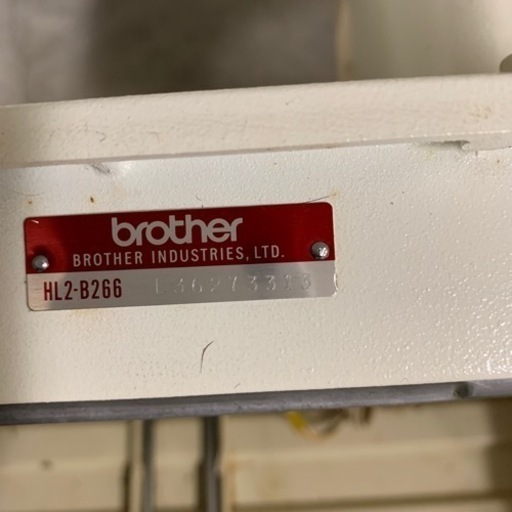 brother
BROTHER INDUSTRIES, LTD.
HL2-B266